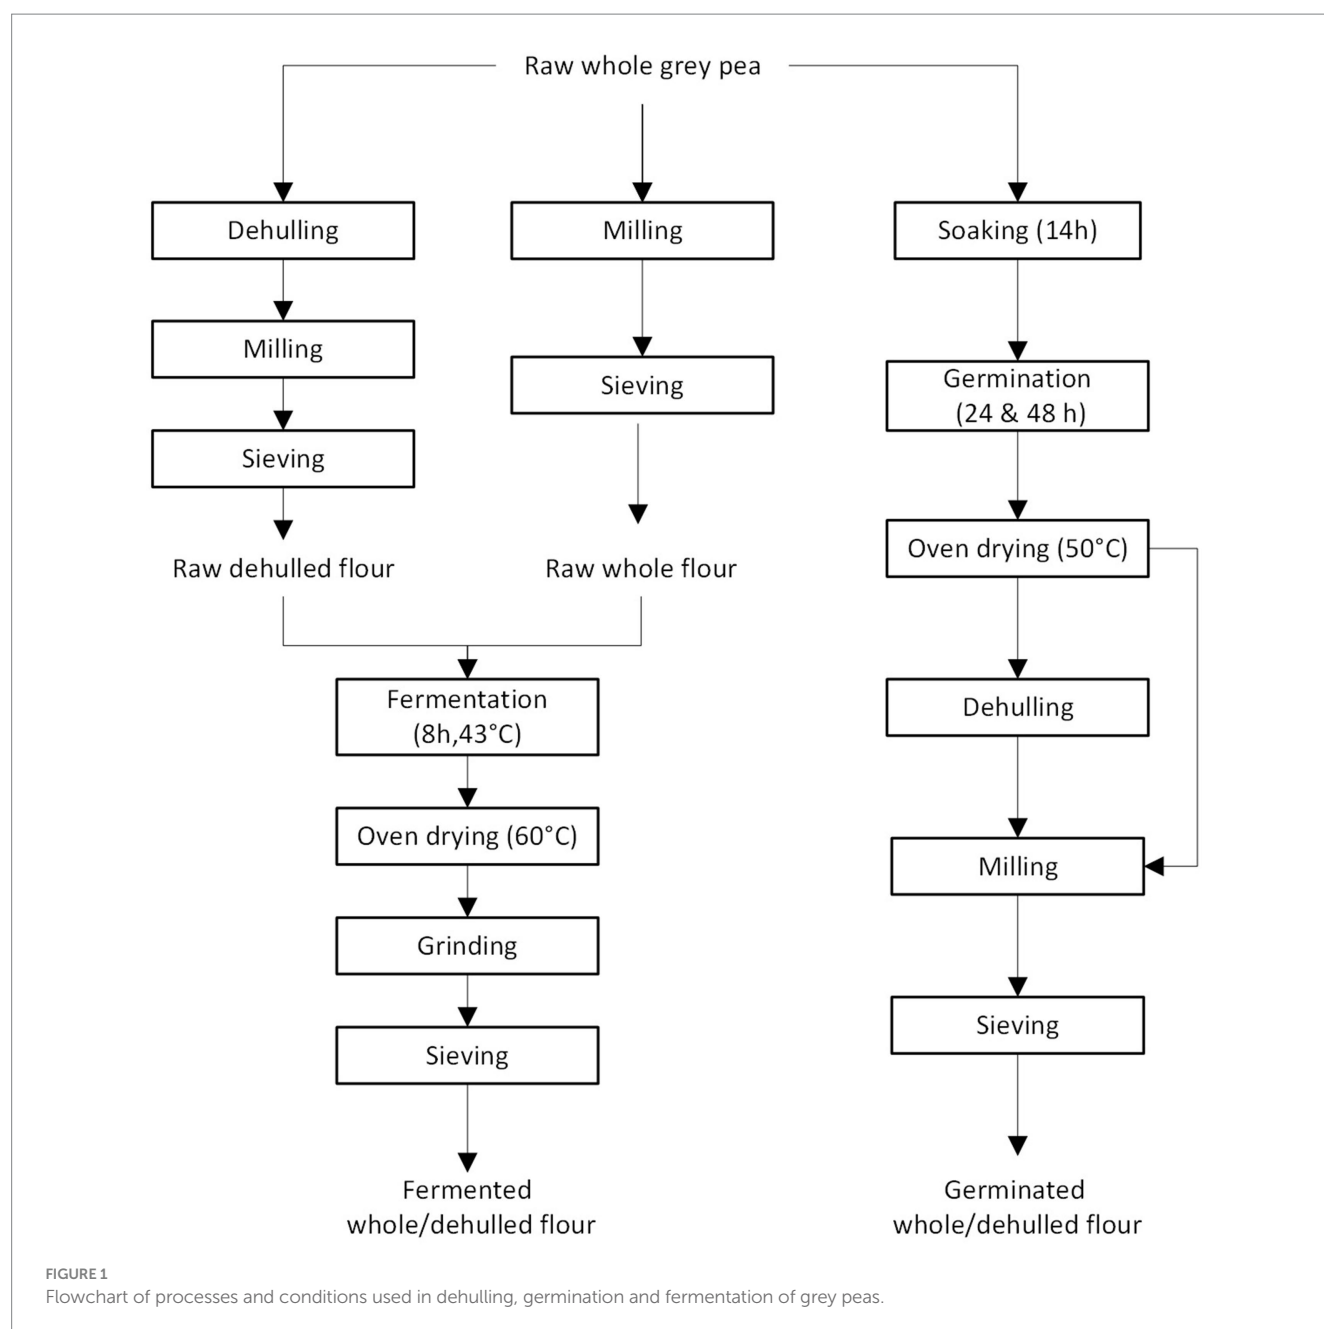 Raw whole grey pea
Dehulling
Milling
Sieving
Raw dehulled flour
Milling
Sieving
Raw whole flour
Fermentation
(8h,43°C)
Oven drying (60°C)
Grinding
Sieving
Fermented
whole/dehulled flour
Soaking (14h)
Germination
(24 & 48 h)
Oven drying (50°C)
Dehulling
Milling
Sieving
Germinated
whole/dehulled flour
FIGURE 1
Flowchart of processes and conditions used in dehulling, germination and fermentation of grey peas.